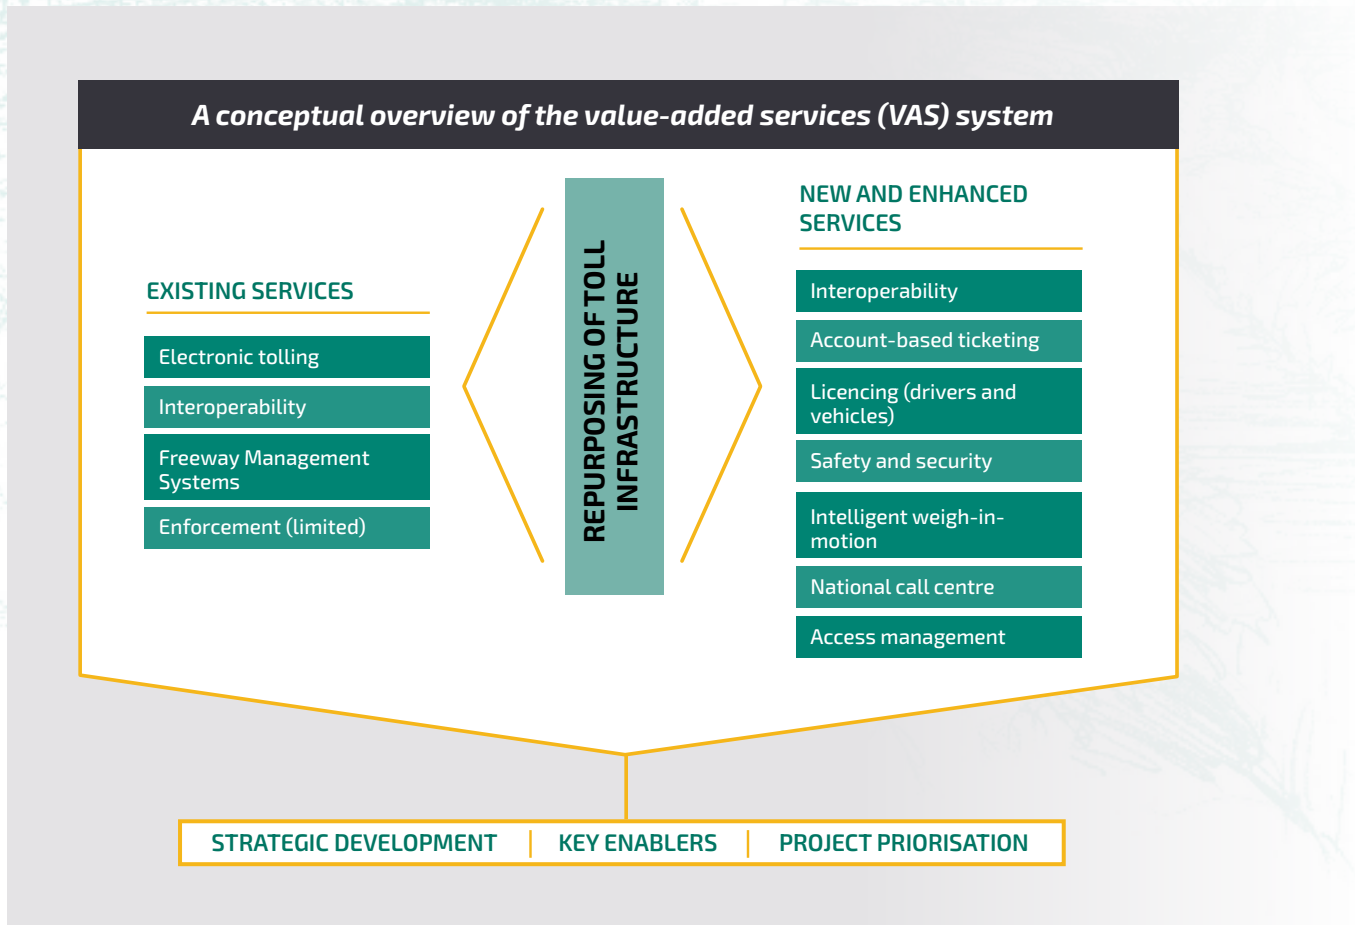 A conceptual overview of the value-added services (VAS) system
EXISTING SERVICES
Electronic tolling
Interoperability
Freeway Management
Systems
Enforcement (limited)
REPURPOSING OF TOLL
INFRASTRUCTURE
NEW AND ENHANCED
SERVICES
Interoperability
Account-based ticketing
Licencing (drivers and
vehicles)
Safety and security
Intelligent weigh-in-
motion
National call centre
Access management
STRATEGIC DEVELOPMENT
KEY ENABLERS
PROJECT PRIORISATION